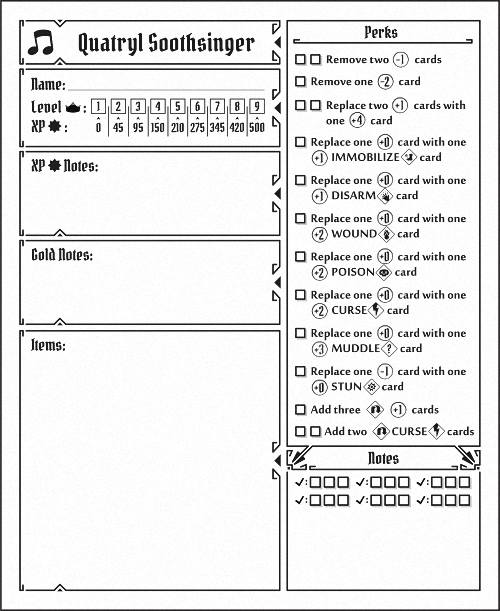 Quatryl Soothsinger
Name:
Level :
1 2 3 4 5 6 7 8 9
XP :
0 45 95 150 210 275 345 420 500
XP Notes:
Gold Notes:
Items:
Perks
Remove two -1 cards
Remove one -2 card
Replace two +1 cards with
one +4 card
Replace one +0 card with one
+1 IMMOBILIZE card
Replace one +0 card with one
+1 DISARM card
Replace one +0 card with one
+2 WOUND card
Replace one +0 card with one
+2 POISON card
Replace one +0 card with one
+2 CURSE card
Replace one +0 card with one
+3 MUDDLE ? card
Replace one -1 card with one
+0 STUN card
Add three +1 cards
Add two CURSE cards
Notes
✓:
✓:
✓:
✓:
✓:
✓: